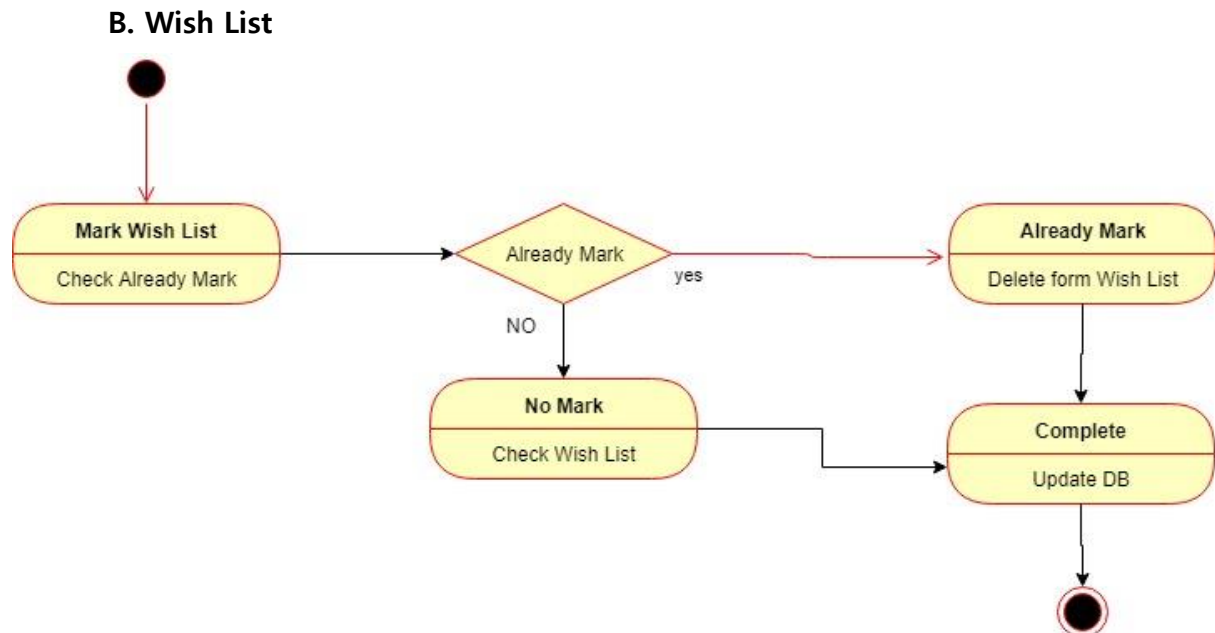 B. Wish List
Mark Wish List
Check Already Mark
Already Mark
yes
NO
Already Mark
Delete form Wish List
No Mark
Check Wish List
Complete
Update DB